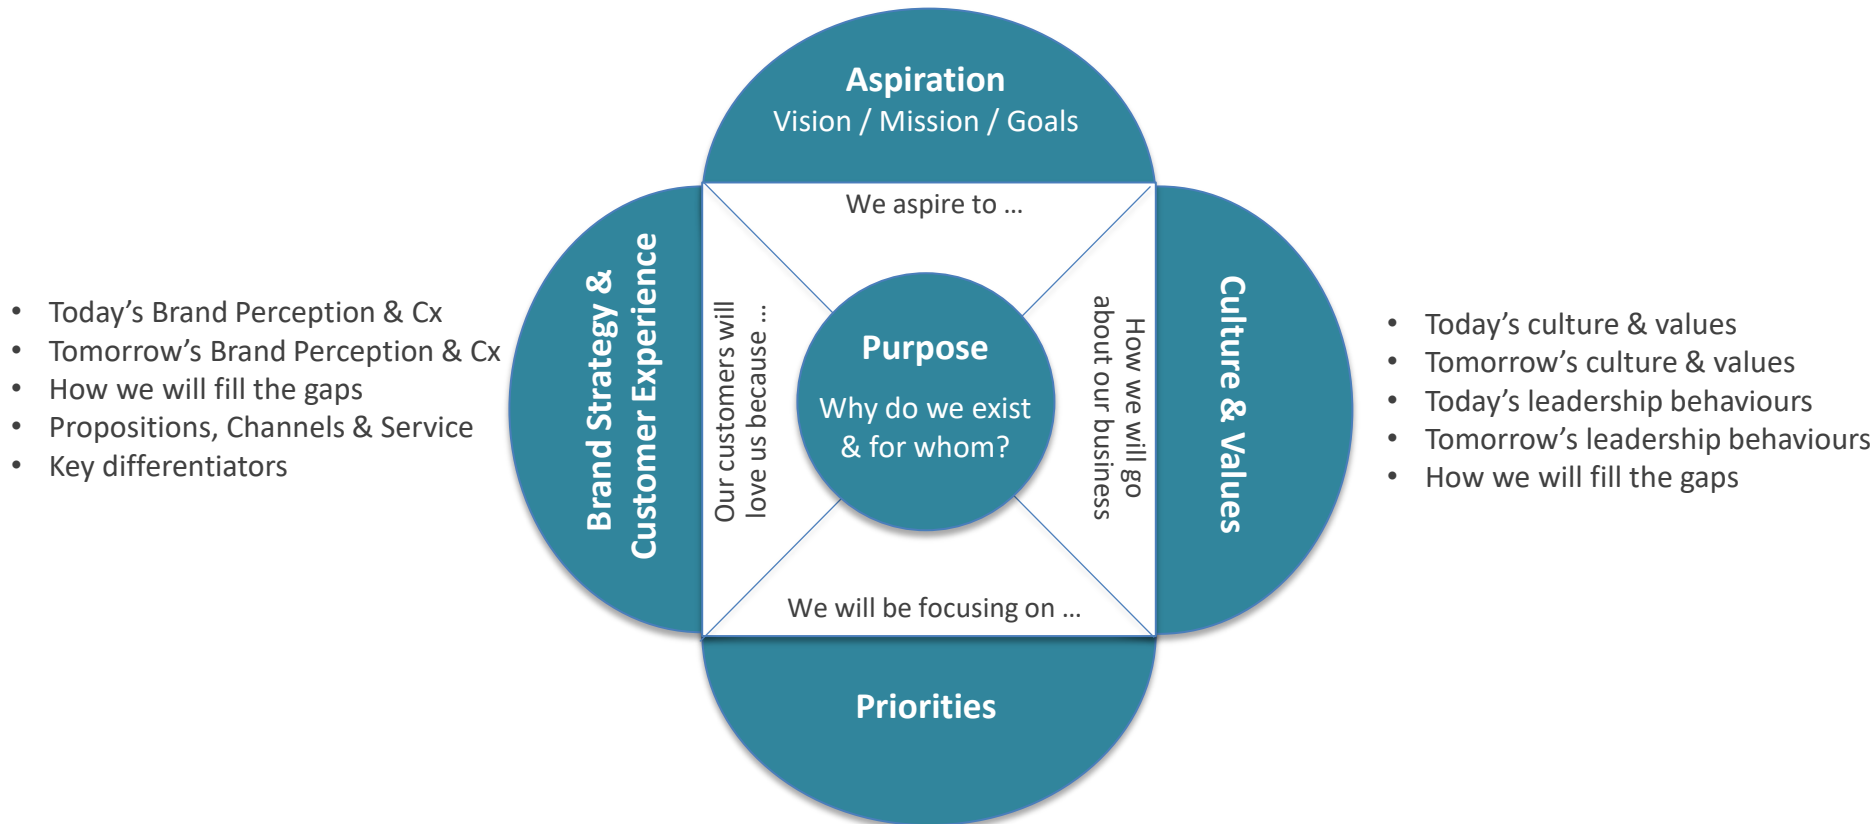 Aspiration
Vision / Mission / Goals
We aspire to ...
• Today’s Brand Perception & Cx
• Tomorrow’s Brand Perception & Cx
• How we will fill the gaps
• Propositions, Channels & Service
• Key differentiators
Brand Strategy &
Customer Experience
Our customers will
love us because ...
Purpose
Why do we exist
& for whom?
How we will go
about our business
Culture & Values
• Today’s culture & values
• Tomorrow’s culture & values
• Today’s leadership behaviours
• Tomorrow’s leadership behaviours
• How we will fill the gaps
We will be focusing on ...
Priorities